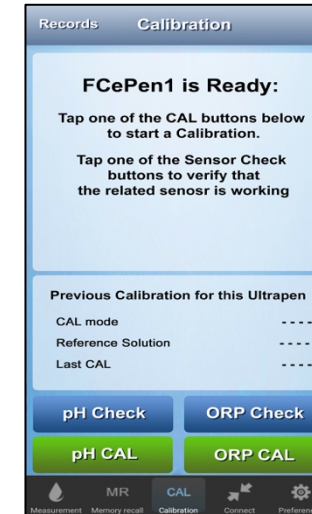 Records Calibration
FCePen1 is Ready:
Tap one of the CAL buttons below
to start a Calibration.
Tap one of the Sensor Check
buttons to verify that
the related senosr is working
Previous Calibration for this Ultrapen
CAL mode - - - -
Reference Solution - - - -
Last CAL - - - -
pH Check ORP Check
pH CAL ORP CAL
MR CAL
Measurement Memory recall Calibration Connect Preference